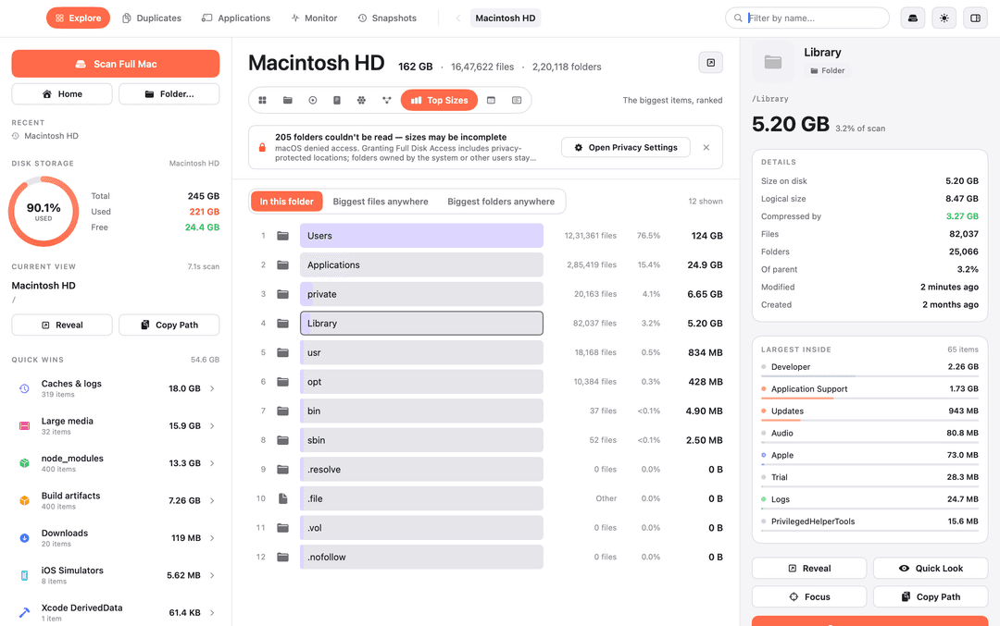 Explore
Duplicates
Applications
Monitor
Snapshots
Macintosh HD
Filter by name...
Scan Full Mac
Home
Folder...
RECENT
Macintosh HD
DISK STORAGE
Macintosh HD
90.1%
USED
Total 245 GB
Used 221 GB
Free 24.4 GB
CURRENT VIEW 7.1s scan
Macintosh HD
/
Reveal
Copy Path
QUICK WINS 54.6 GB
Caches & logs 18.0 GB
319 items
Large media 15.9 GB
32 items
node_modules 13.3 GB
400 items
Build artifacts 7.26 GB
400 items
Downloads 119 MB
20 items
iOS Simulators 5.62 MB
8 items
Xcode DerivedData 61.4 KB
1 item
Macintosh HD 162 GB · 16,47,622 files · 2,20,118 folders
Top Sizes
The biggest items, ranked
205 folders couldn't be read — sizes may be incomplete
macOS denied access. Granting Full Disk Access includes privacy-
protected locations; folders owned by the system or other users stay...
Open Privacy Settings
In this folder
Biggest files anywhere
Biggest folders anywhere
12 shown
1 Users 12,31,361 files 76.5% 124 GB
2 Applications 2,85,419 files 15.4% 24.9 GB
3 private 20,163 files 4.1% 6.65 GB
4 Library 82,037 files 3.2% 5.20 GB
5 usr 18,168 files 0.5% 834 MB
6 opt 10,384 files 0.3% 428 MB
7 bin 37 files <0.1% 4.90 MB
8 sbin 52 files <0.1% 2.50 MB
9 .resolve 0 files 0.0% 0 B
10 .file Other 0.0% 0 B
11 .vol 0 files 0.0% 0 B
12 .nofollow 0 files 0.0% 0 B
Library
Folder
/Library
5.20 GB 3.2% of scan
DETAILS
Size on disk 5.20 GB
Logical size 8.47 GB
Compressed by 3.27 GB
Files 82,037
Folders 25,066
Of parent 3.2%
Modified 2 minutes ago
Created 2 months ago
LARGEST INSIDE 65 items
Developer 2.26 GB
Application Support 1.73 GB
Updates 943 MB
Audio 80.8 MB
Apple 73.0 MB
Trial 28.3 MB
Logs 24.7 MB
PrivilegedHelperTools 15.6 MB
Reveal
Quick Look
Focus
Copy Path